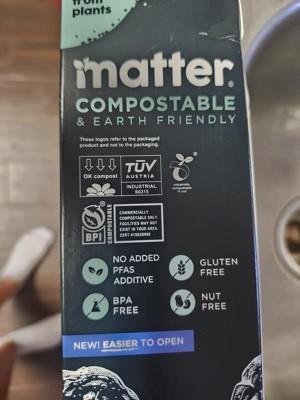 from
plants
matter®
COMPOSTABLE
& EARTH FRIENDLY
These logos refer to the packaged
product and not to the packaging.
OK compost
TÜV
AUSTRIA
INDUSTRIAL
S0315
industrially
compostable
BPI
COMPOSTABLE
COMMERCIALLY
COMPOSTABLE ONLY.
FACILITIES MAY NOT
EXIST IN YOUR AREA.
NO ADDED
PFAS
ADDITIVE
GLUTEN
FREE
BPA
FREE
NUT
FREE
NEW! EASIER TO OPEN